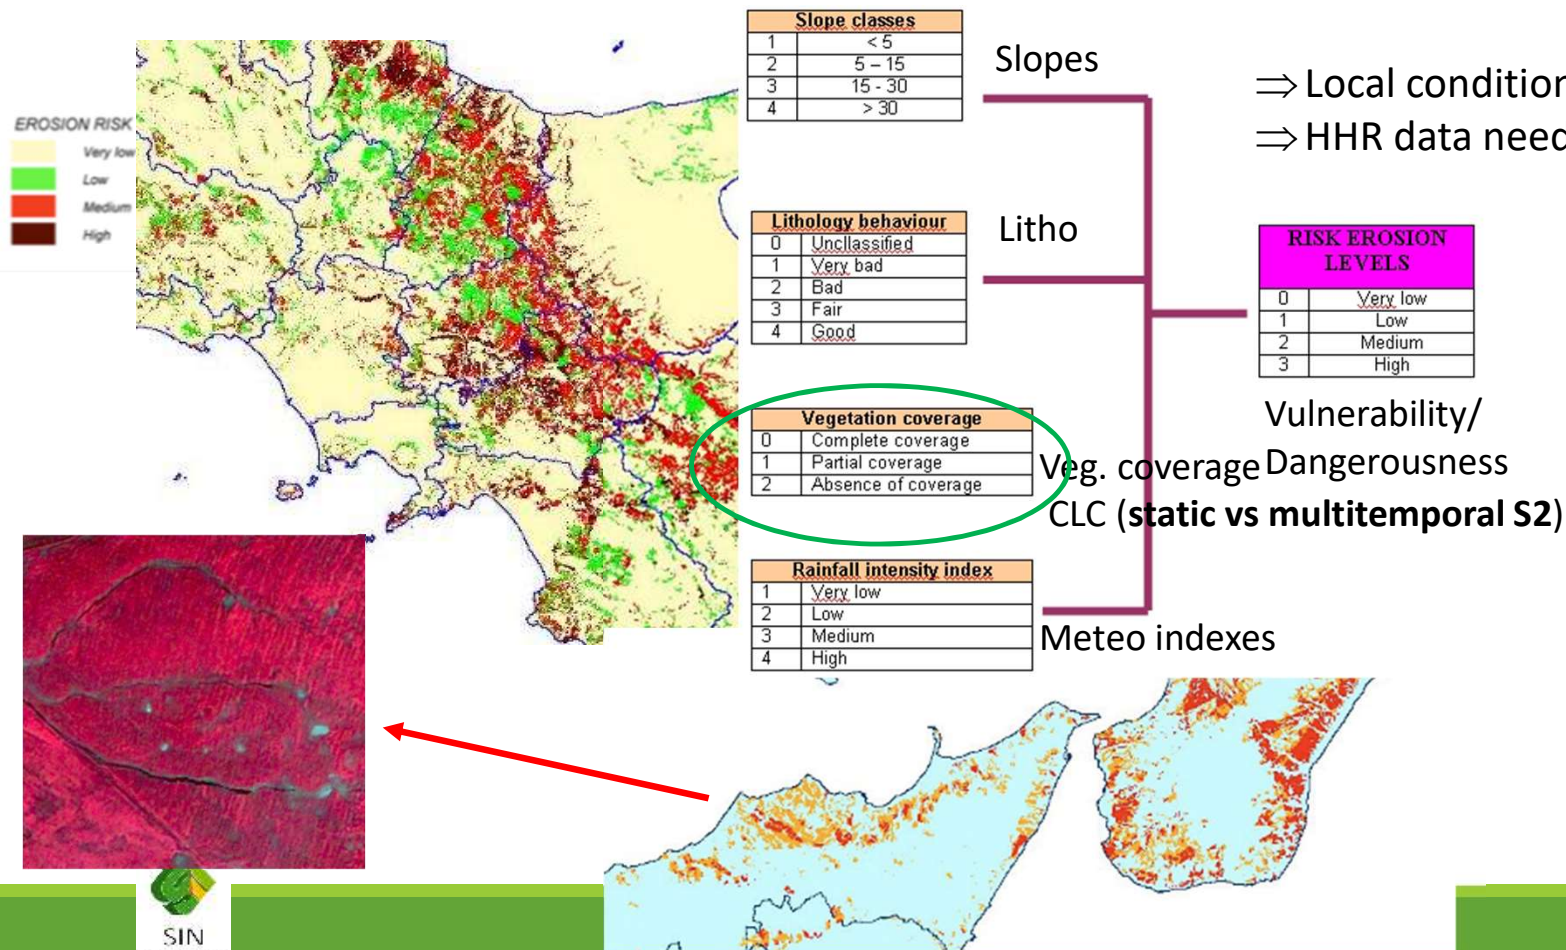 EROSION RISK
Very low
Low
Medium
High
Slope classes
1 < 5
2 5 – 15
3 15 - 30
4 > 30
Slopes
⇒ Local condition
⇒ HHR data need
Lithology behaviour
0 Uncllassified
1 Very bad
2 Bad
3 Fair
4 Good
Litho
RISK EROSION
LEVELS
0 Very low
1 Low
2 Medium
3 High
Vulnerability/
Dangerousness
Vegetation coverage
0 Complete coverage
1 Partial coverage
2 Absence of coverage
Veg. coverage
CLC (static vs multitemporal S2)
Rainfall intensity index
1 Very low
2 Low
3 Medium
4 High
Meteo indexes
SIN